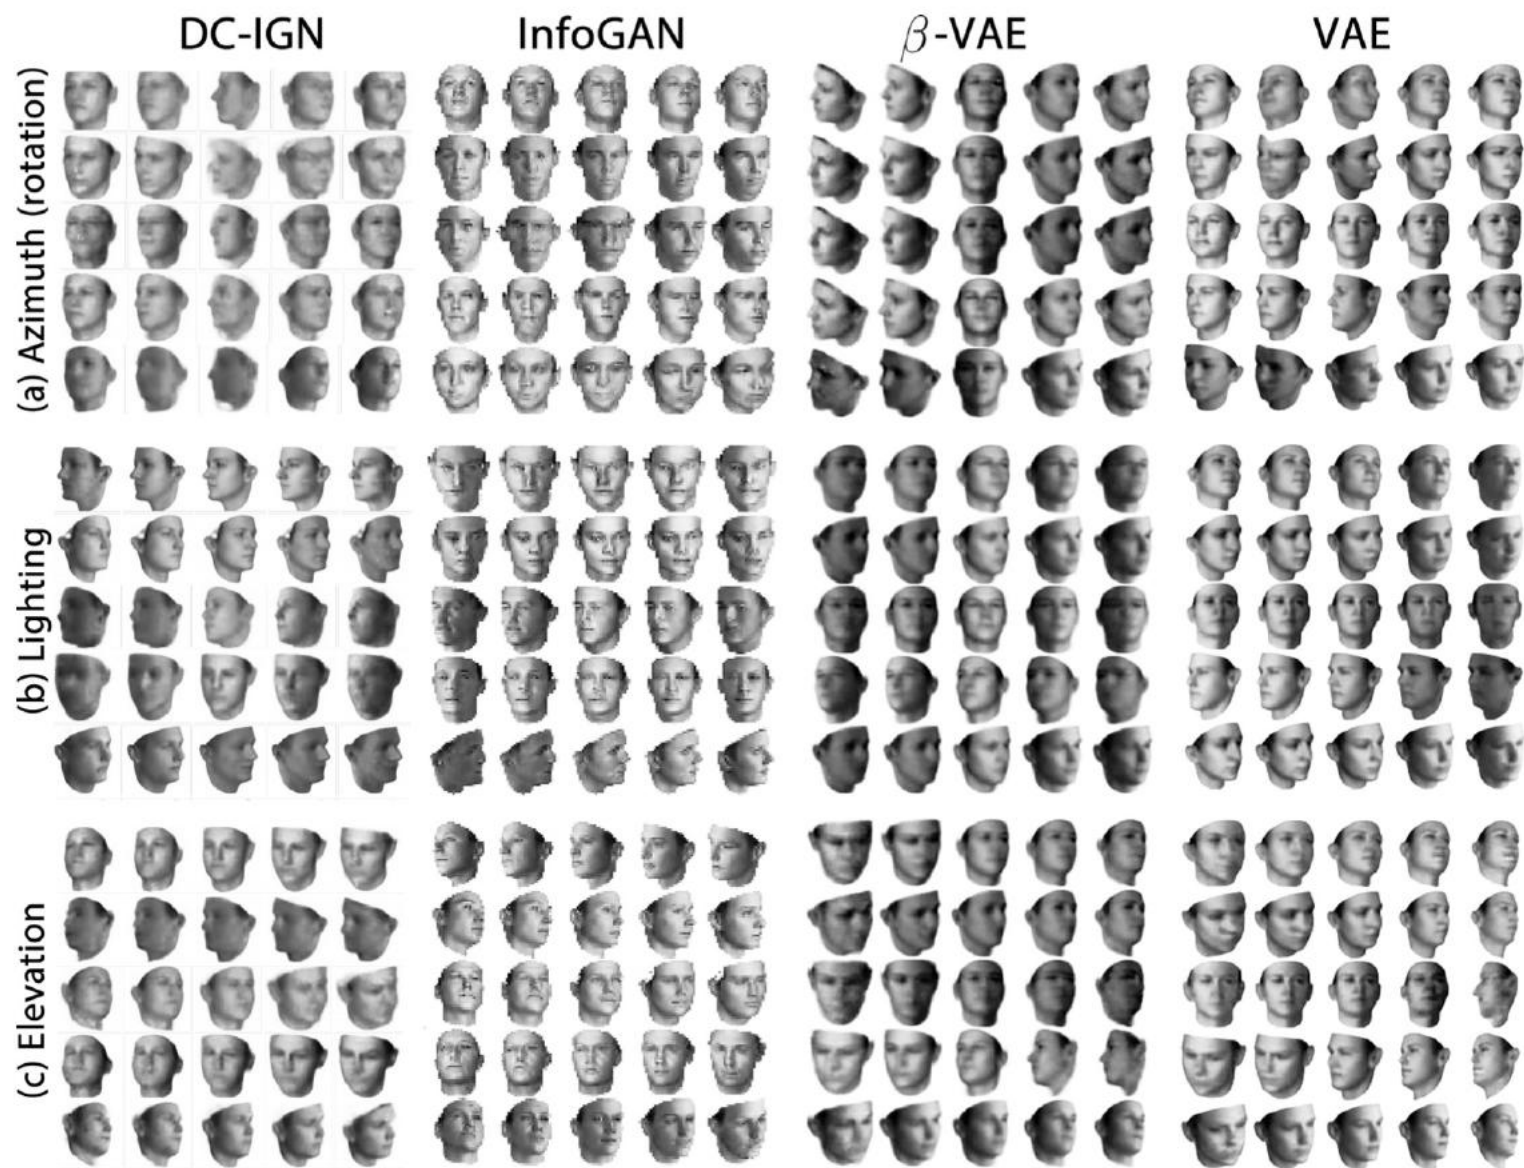 DC-IGN InfoGAN β-VAE VAE
(a) Azimuth (rotation)
(b) Lighting
(c) Elevation